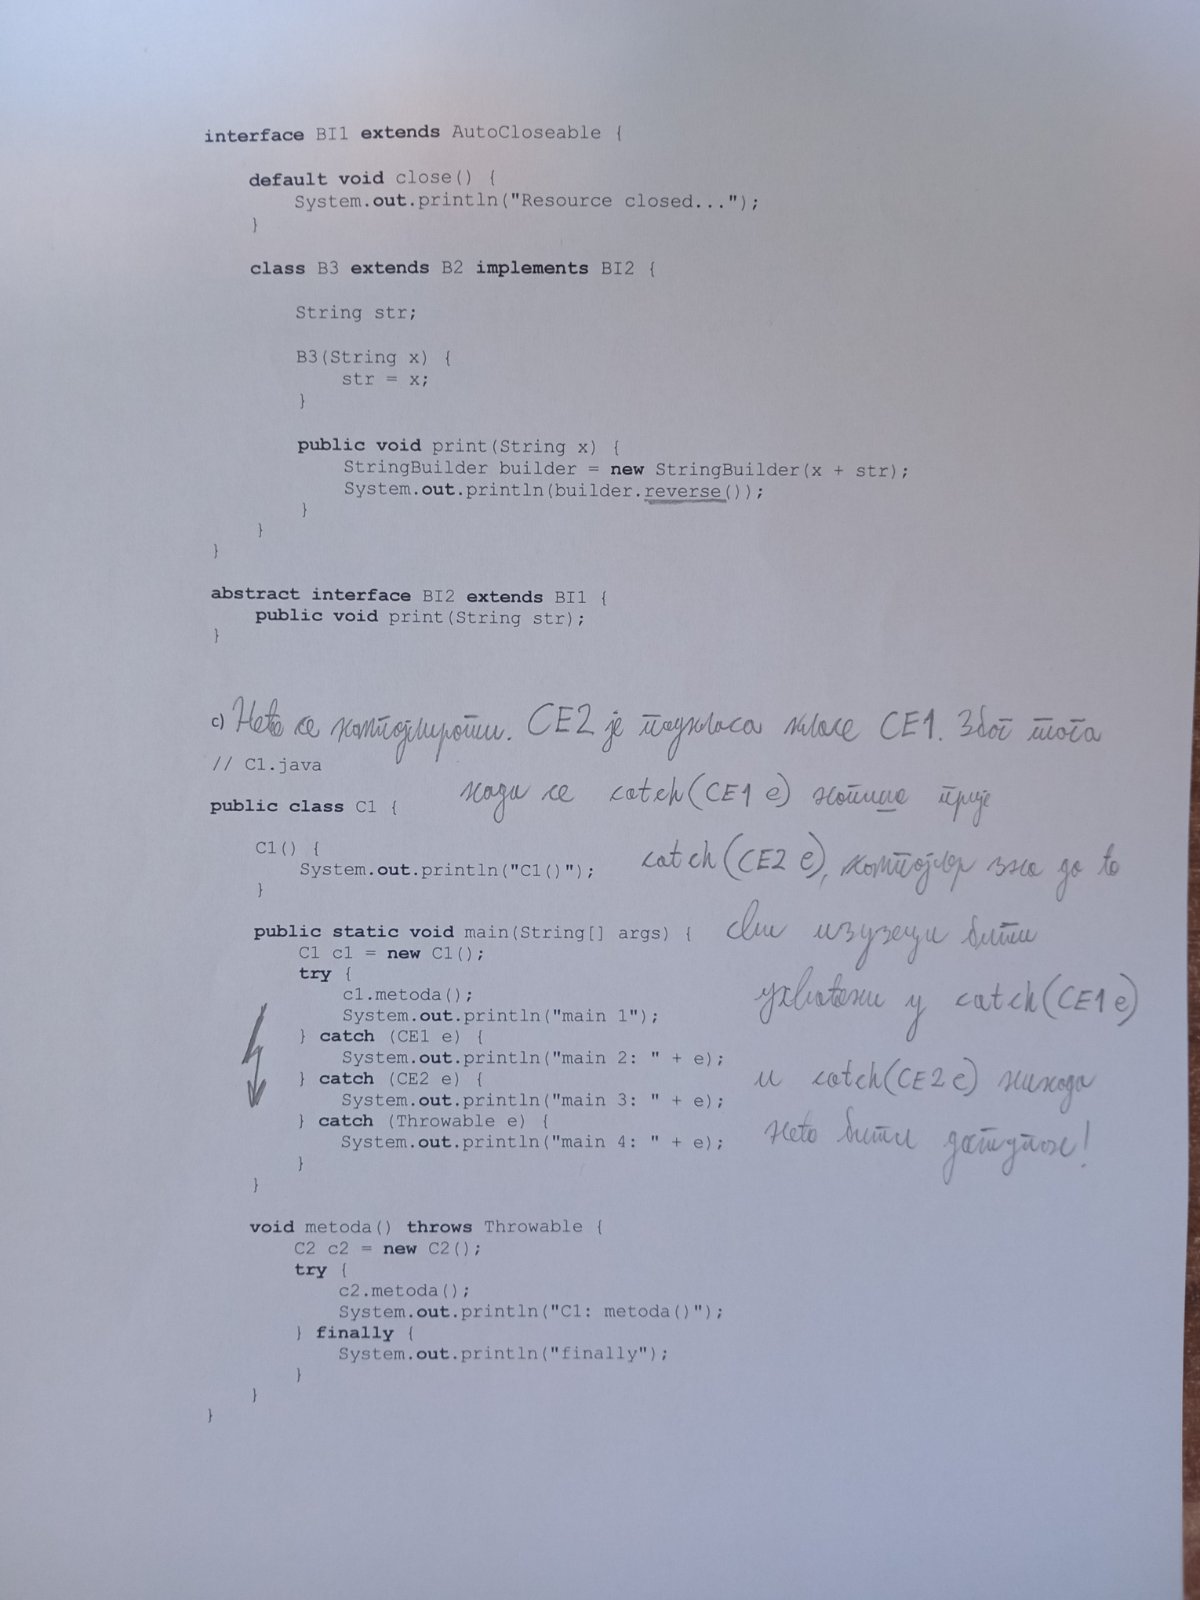 interface BI1 extends AutoCloseable {
default void close() {
System.out.println("Resource closed...");
}
class B3 extends B2 implements BI2 {
String str;
B3(String x) {
str = x;
}
public void print(String x) {
StringBuilder builder = new StringBuilder(x + str);
System.out.println(builder.reverse());
}
}
}
abstract interface BI2 extends BI1 {
public void print(String str);
}
c) Неће се компајлирати. CE2 је подкласа класе CE1. Због тога
// C1.java
када се catch(CE1 e) напише прије
public class C1 {
C1() {
catch(CE2 e), компајлер зна да ће
System.out.println("C1()");
}
public static void main(String[] args) { сви изузеци бити
C1 c1 = new C1();
try {
c1.metoda(); ухваћени у catch(CE1 e)
System.out.println("main 1");
} catch (CE1 e) {
System.out.println("main 2: " + e);
} catch (CE2 e) { и catch(CE2 e) никада
System.out.println("main 3: " + e);
} catch (Throwable e) { неће бити доступно!
System.out.println("main 4: " + e);
}
}
void metoda() throws Throwable {
C2 c2 = new C2();
try {
c2.metoda();
System.out.println("C1: metoda()");
} finally {
System.out.println("finally");
}
}
}